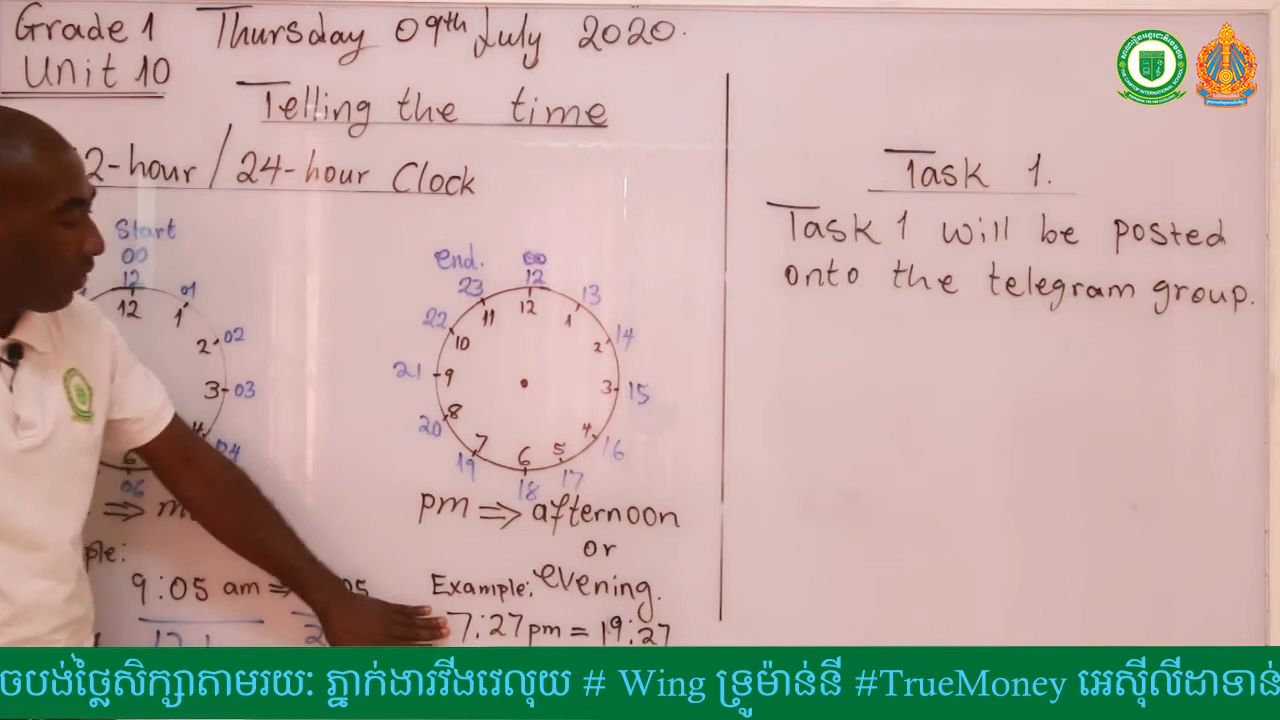 Grade 1 Thursday 09th July 2020.
Unit 10
Telling the time
2-hour / 24-hour Clock
Start
00
12
12
01
1
2 02
3 03
4 04
6
06
end. 00
12
12
23 11
22 10
21 9
20 8
19 7
18 6
17 5
16 4
15 3
14 2
13 1
pm ⇒ afternoon
or
evening.
Example:
7:27 pm = 19:27
ple:
9:05 am ⇒
Task 1.
Task 1 will be posted
onto the telegram group.
ចបង់ថ្លៃសិក្សាតាមរយៈ ភ្នាក់ងារវីងវេលុយ # Wing ទ្រូម៉ាន់នី #TrueMoney អេស៊ីលីដាទាន់